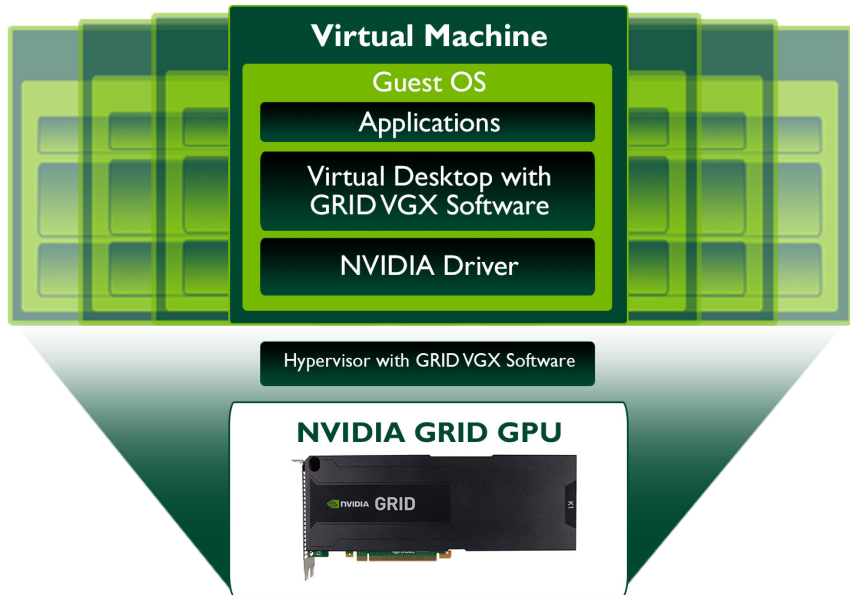 Virtual Machine
Guest OS
Applications
Virtual Desktop with
GRID VGX Software
NVIDIA Driver
Hypervisor with GRID VGX Software
NVIDIA GRID GPU
NVIDIA GRID
K1